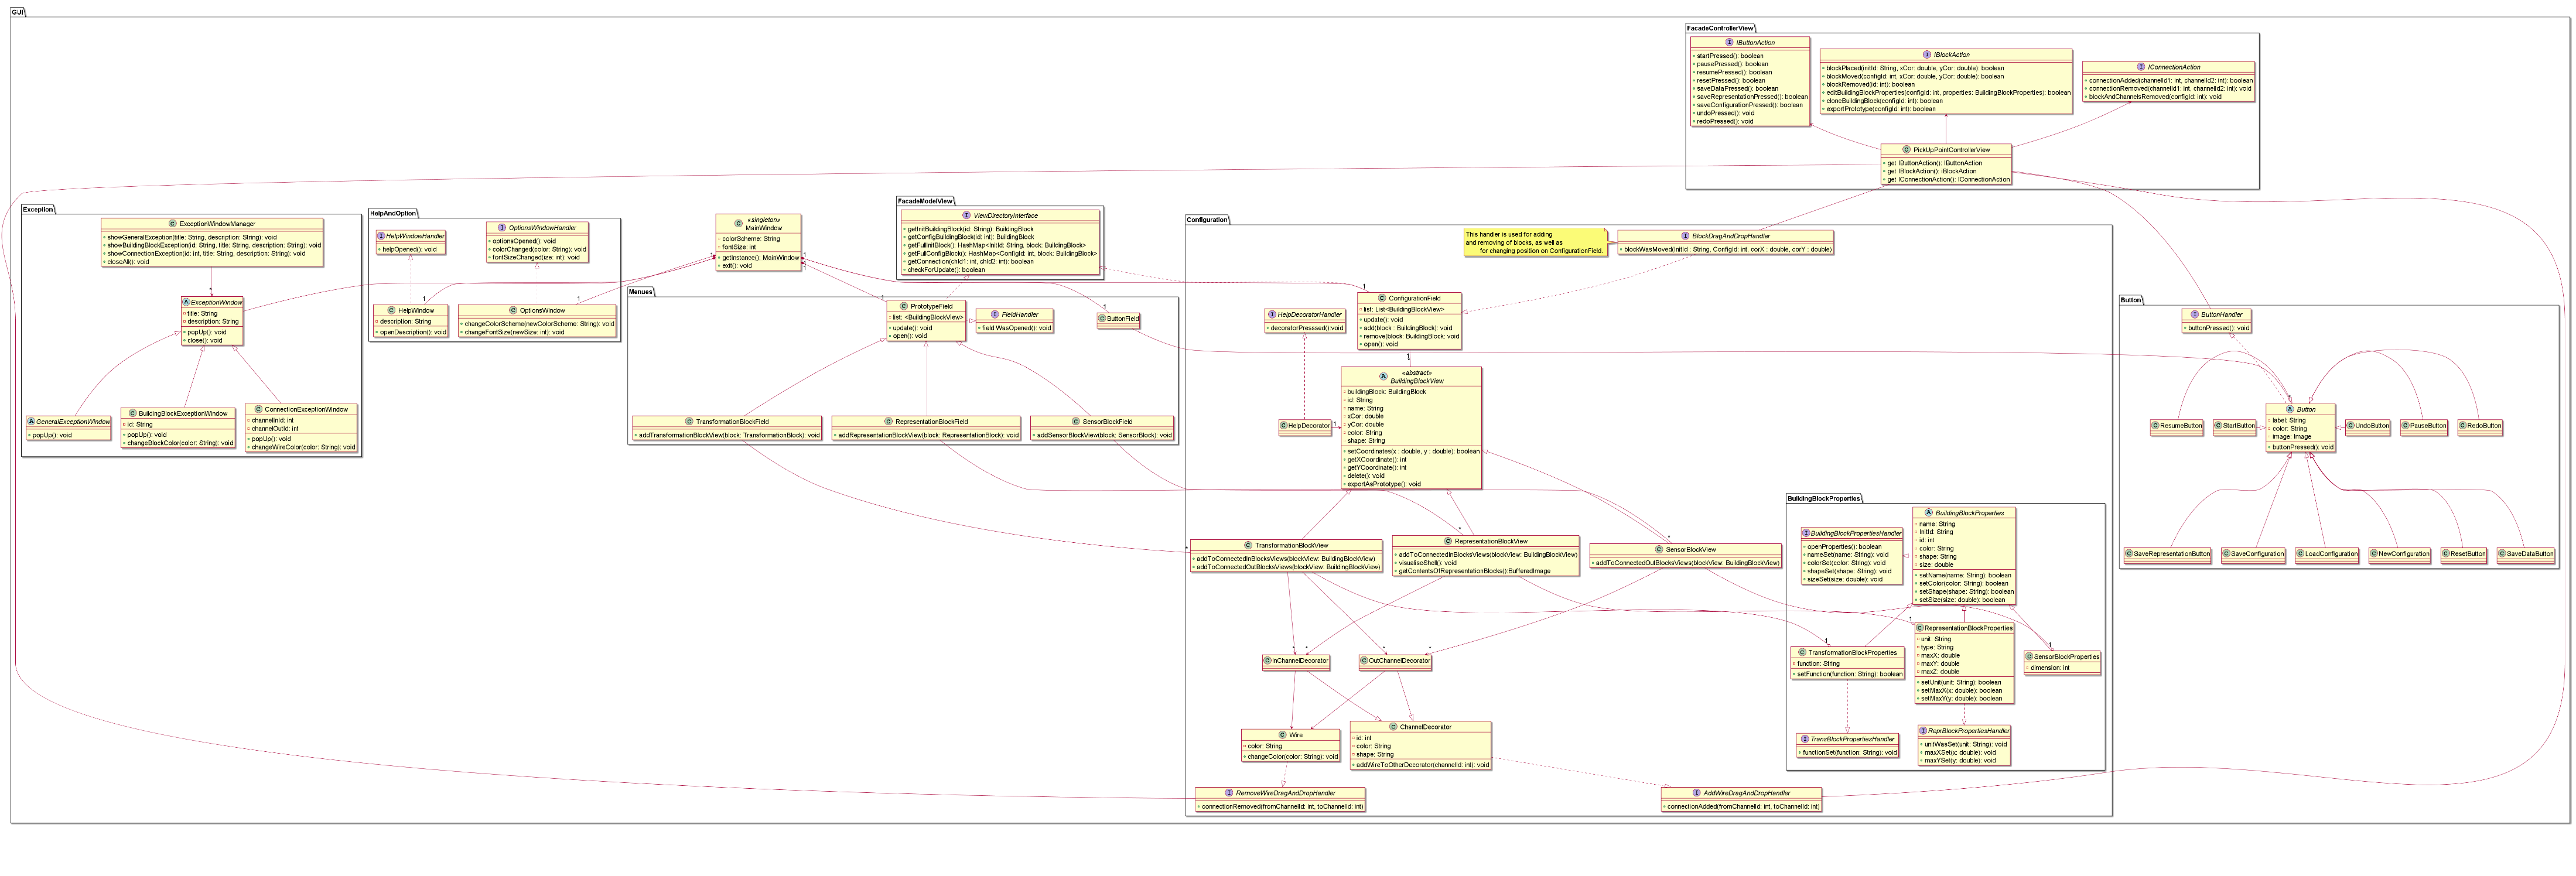 GUI
FacadeControllerView
IButtonAction
startPressed(): boolean
pausePressed(): boolean
resumePressed(): boolean
resetPressed(): boolean
saveDataPressed(): boolean
saveRepresentationPressed(): boolean
saveConfigurationPressed(): boolean
undoPressed(): void
redoPressed(): void
IBlockAction
blockPlaced(initId: String, xCor: double, yCor: double): boolean
blockMoved(configId: int, xCor: double, yCor: double): boolean
blockRemoved(id: int): boolean
editBuildingBlockProperties(configId: int, properties: BuildingBlockProperties): boolean
cloneBuildingBlock(configId: int): boolean
exportPrototype(configId: int): boolean
IConnectionAction
connectionAdded(channelId1: int, channelId2: int): boolean
connectionRemoved(channelId1: int, channelId2: int): void
blockAndChannelsRemoved(configId: int): void
PickUpPointControllerView
get IButtonAction(): IButtonAction
get IBlockAction(): iBlockAction
get IConnectionAction(): IConnectionAction
Exception
ExceptionWindowManager
showGeneralException(title: String, description: String): void
showBuildingBlockException(id: String, title: String, description: String): void
showConnectionException(id: int, title: String, description: String): void
closeAll(): void
*
ExceptionWindow
title: String
description: String
popUp(): void
close(): void
GeneralExceptionWindow
popUp(): void
BuildingBlockExceptionWindow
id: String
popUp(): void
changeBlockColor(color: String): void
ConnectionExceptionWindow
channelInId: int
channelOutId: int
popUp(): void
changeWireColor(color: String): void
HelpAndOption
HelpWindowHandler
helpOpened(): void
OptionsWindowHandler
optionsOpened(): void
colorChanged(color: String): void
fontSizeChanged(ize: int): void
1
HelpWindow
description: String
openDescription(): void
1
OptionsWindow
changeColorScheme(newColorScheme: String): void
changeFontSize(newSize: int): void
«singleton»
MainWindow
colorScheme: String
fontSize: int
getInstance(): MainWindow
exit(): void
1
1
1
FacadeModelView
ViewDirectoryInterface
getInitBuildingBlock(id: String): BuildingBlock
getConfigBuildingBlock(id: int): BuildingBlock
getFullInitBlock(): HashMap<InitId: String, block: BuildingBlock>
getFullConfigBlock(): HashMap<ConfigId: int, block: BuildingBlock>
getConnection(chId1: int, chId2: int): boolean
checkForUpdate(): boolean
Menues
1
PrototypeField
list: <BuildingBlockView>
update(): void
open(): void
FieldHandler
field WasOpened(): void
1
ButtonField
TransformationBlockField
addTransformationBlockView(block: TransformationBlock): void
RepresentationBlockField
addRepresentationBlockView(block: RepresentationBlock): void
SensorBlockField
addSensorBlockView(block: SensorBlock): void
Configuration
This handler is used for adding
and removing of blocks, as well as
for changing position on ConfigurationField.
BlockDragAndDropHandler
blockWasMoved(InitId : String, ConfigId: int, corX : double, corY : double)
1
ConfigurationField
list: List<BuildingBlockView>
update(): void
add(block : BuildingBlock): void
remove(block: BuildingBlock: void
open(): void
HelpDecoratorHandler
decoratorPresssed():void
1
HelpDecorator
1
«abstract»
BuildingBlockView
buildingBlock: BuildingBlock
id: String
name: String
xCor: double
yCor: double
color: String
shape: String
setCoordinates(x : double, y : double): boolean
getXCoordinate(): int
getYCoordinate(): int
delete(): void
exportAsPrototype(): void
*
TransformationBlockView
addToConnectedInBlocksViews(blockView: BuildingBlockView)
addToConnectedOutBlocksViews(blockView: BuildingBlockView)
*
RepresentationBlockView
addToConnectedInBlocksViews(blockView: BuildingBlockView)
visualiseShell(): void
getContentsOfRepresentationBlocks():BufferedImage
*
SensorBlockView
addToConnectedOutBlocksViews(blockView: BuildingBlockView)
*
*
InChannelDecorator
*
*
OutChannelDecorator
Wire
color: String
changeColor(color: String): void
ChannelDecorator
id: int
color: String
shape: String
addWireToOtherDecorator(channelId: int): void
RemoveWireDragAndDropHandler
connectionRemoved(fromChannelId: int, toChannelId: int)
AddWireDragAndDropHandler
connectionAdded(fromChannelId: int, toChannelId: int)
BuildingBlockProperties
BuildingBlockPropertiesHandler
openProperties(): boolean
nameSet(name: String): void
colorSet(color: String): void
shapeSet(shape: String): void
sizeSet(size: double): void
BuildingBlockProperties
name: String
InitId: String
id: int
color: String
shape: String
size: double
setName(name: String): boolean
setColor(color: String): boolean
setShape(shape: String): boolean
setSize(size: double): boolean
1
TransformationBlockProperties
function: String
setFunction(function: String): boolean
1
RepresentationBlockProperties
unit: String
type: String
maxX: double
maxY: double
maxZ: double
setUnit(unit: String): boolean
setMaxX(x: double): boolean
setMaxY(y: double): boolean
1
SensorBlockProperties
dimension: int
TransBlockPropertiesHandler
functionSet(function: String): void
ReprBlockPropertiesHandler
unitWasSet(unit: String): void
maxXSet(x: double): void
maxYSet(y: double): void
Button
ButtonHandler
buttonPressed(): void
ResumeButton
StartButton
Button
label: String
color: String
image: Image
buttonPressed(): void
UndoButton
PauseButton
RedoButton
SaveRepresentationButton
SaveConfiguration
LoadConfiguration
NewConfiguration
ResetButton
SaveDataButton